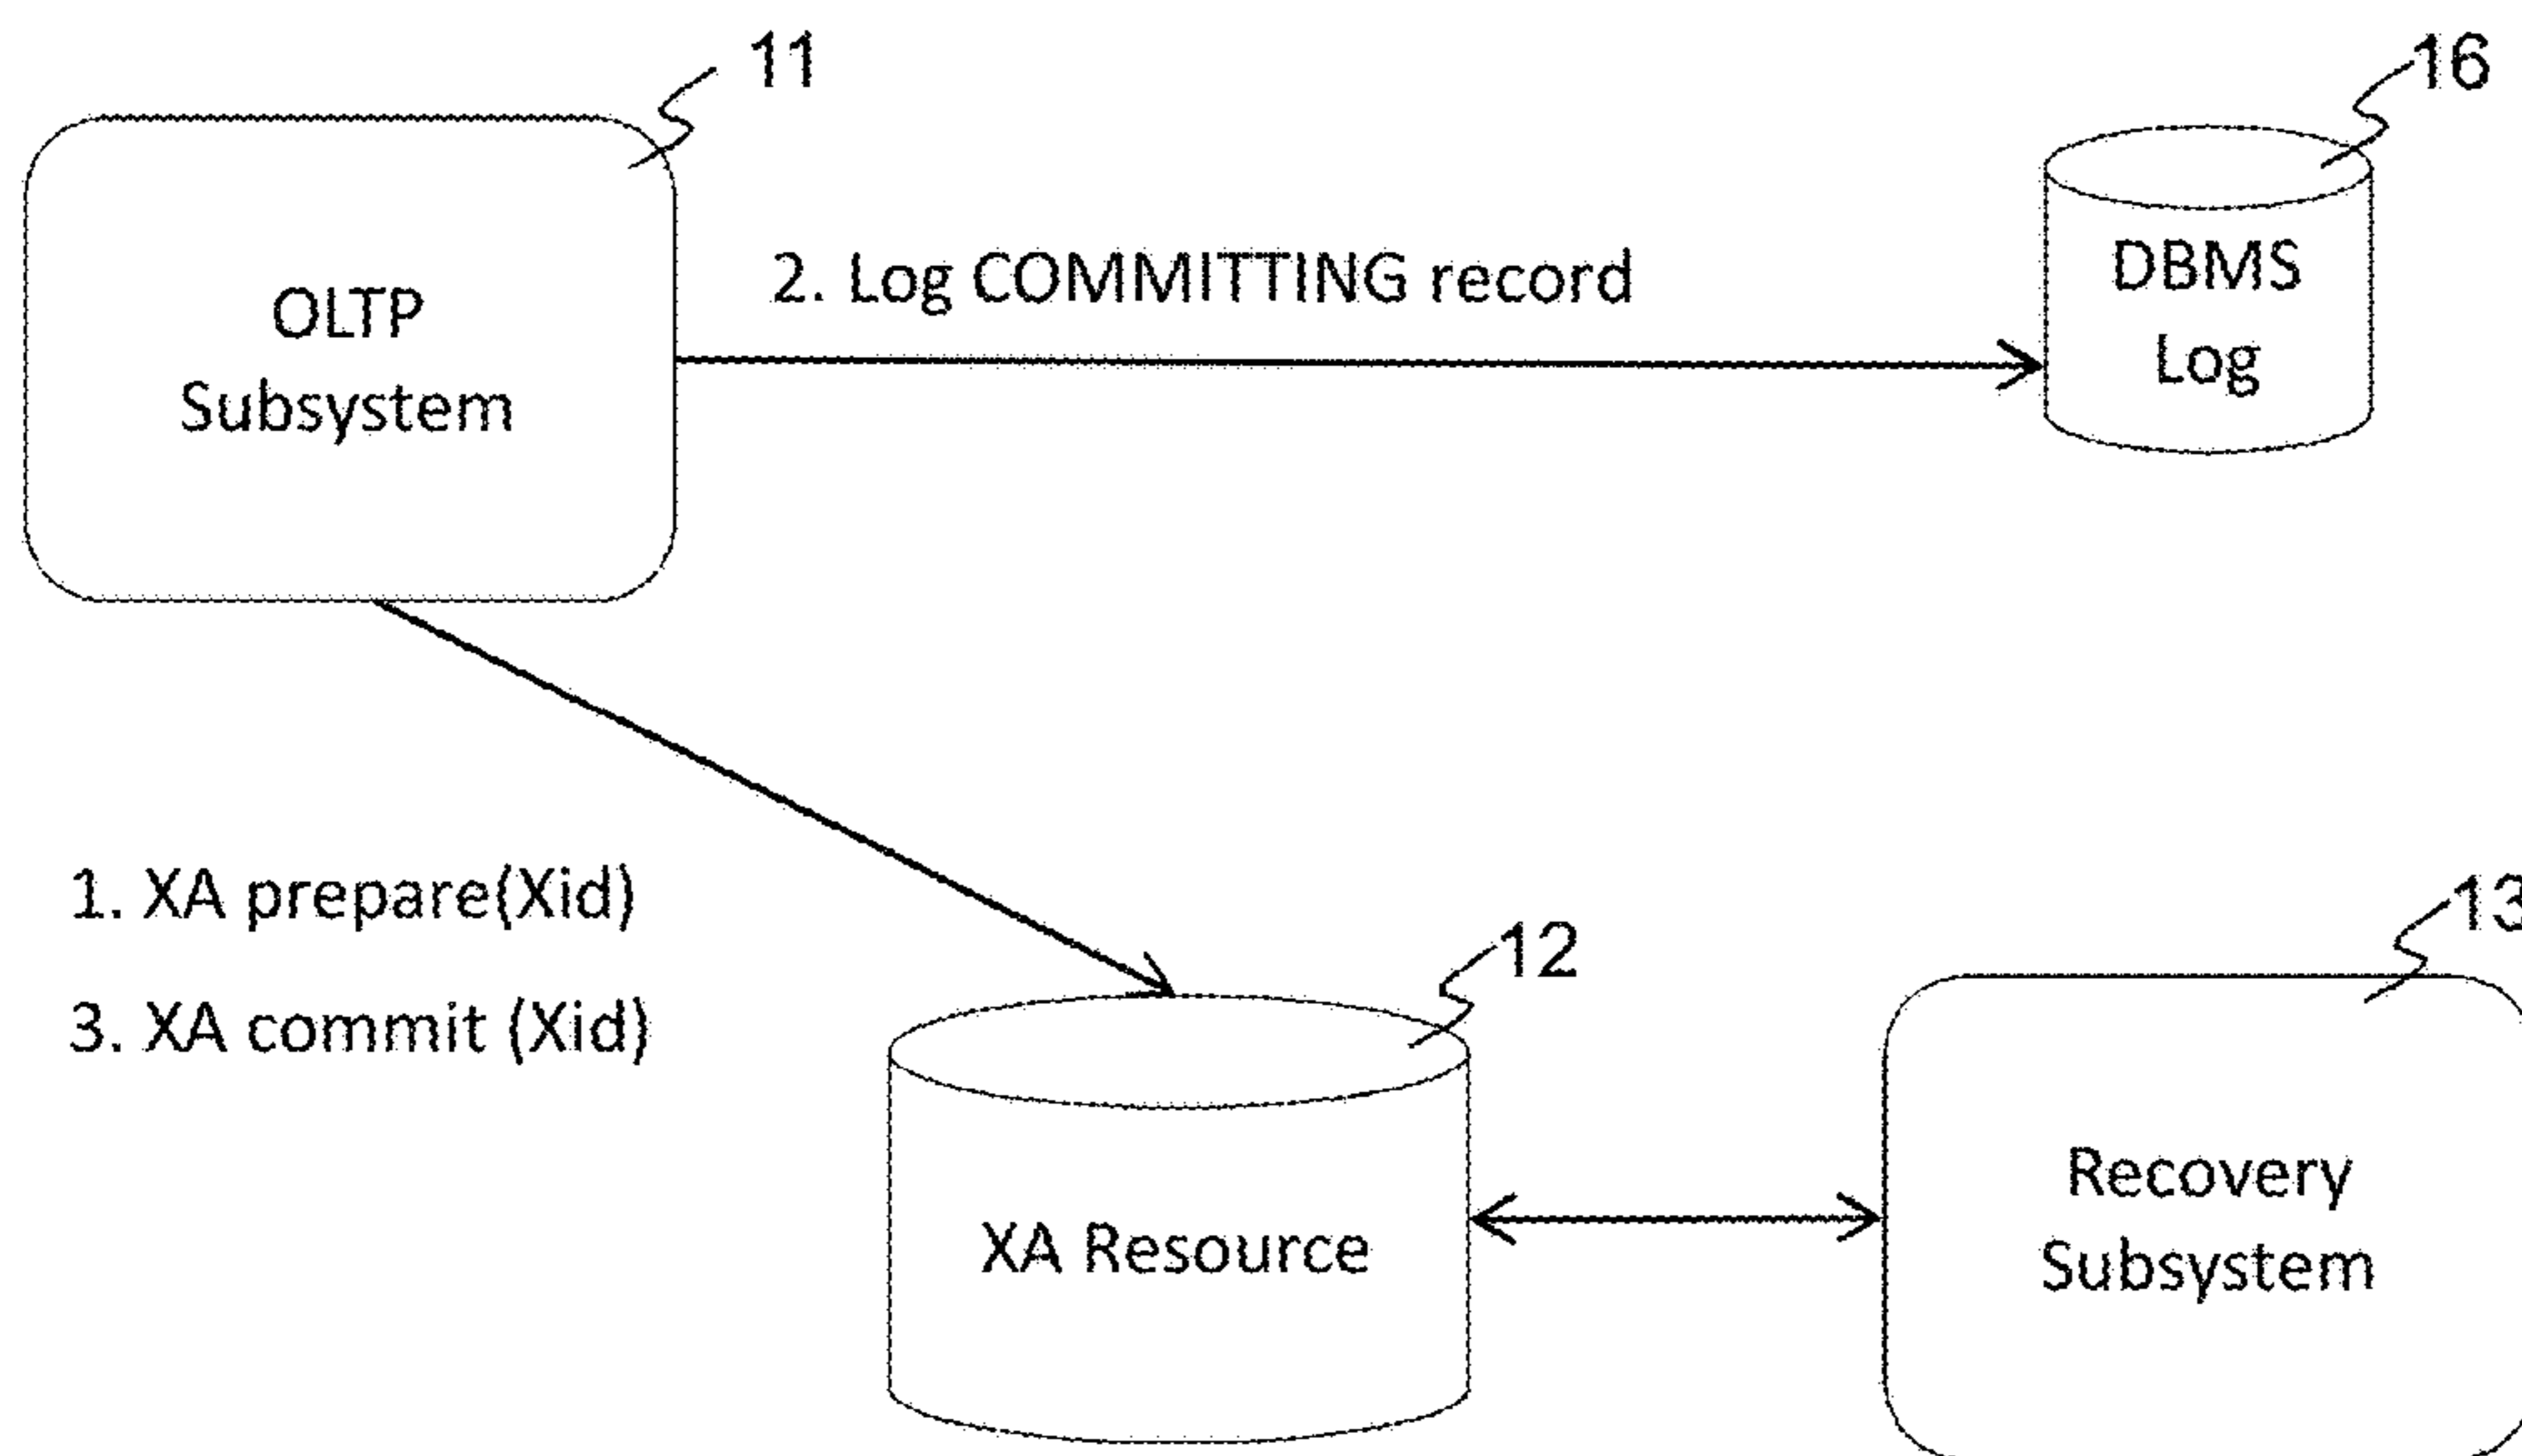 11
16
OLTP
Subsystem
2. Log COMMITTING record
DBMS
Log
1. XA prepare(Xid)
3. XA commit (Xid)
12
13
XA Resource
Recovery
Subsystem